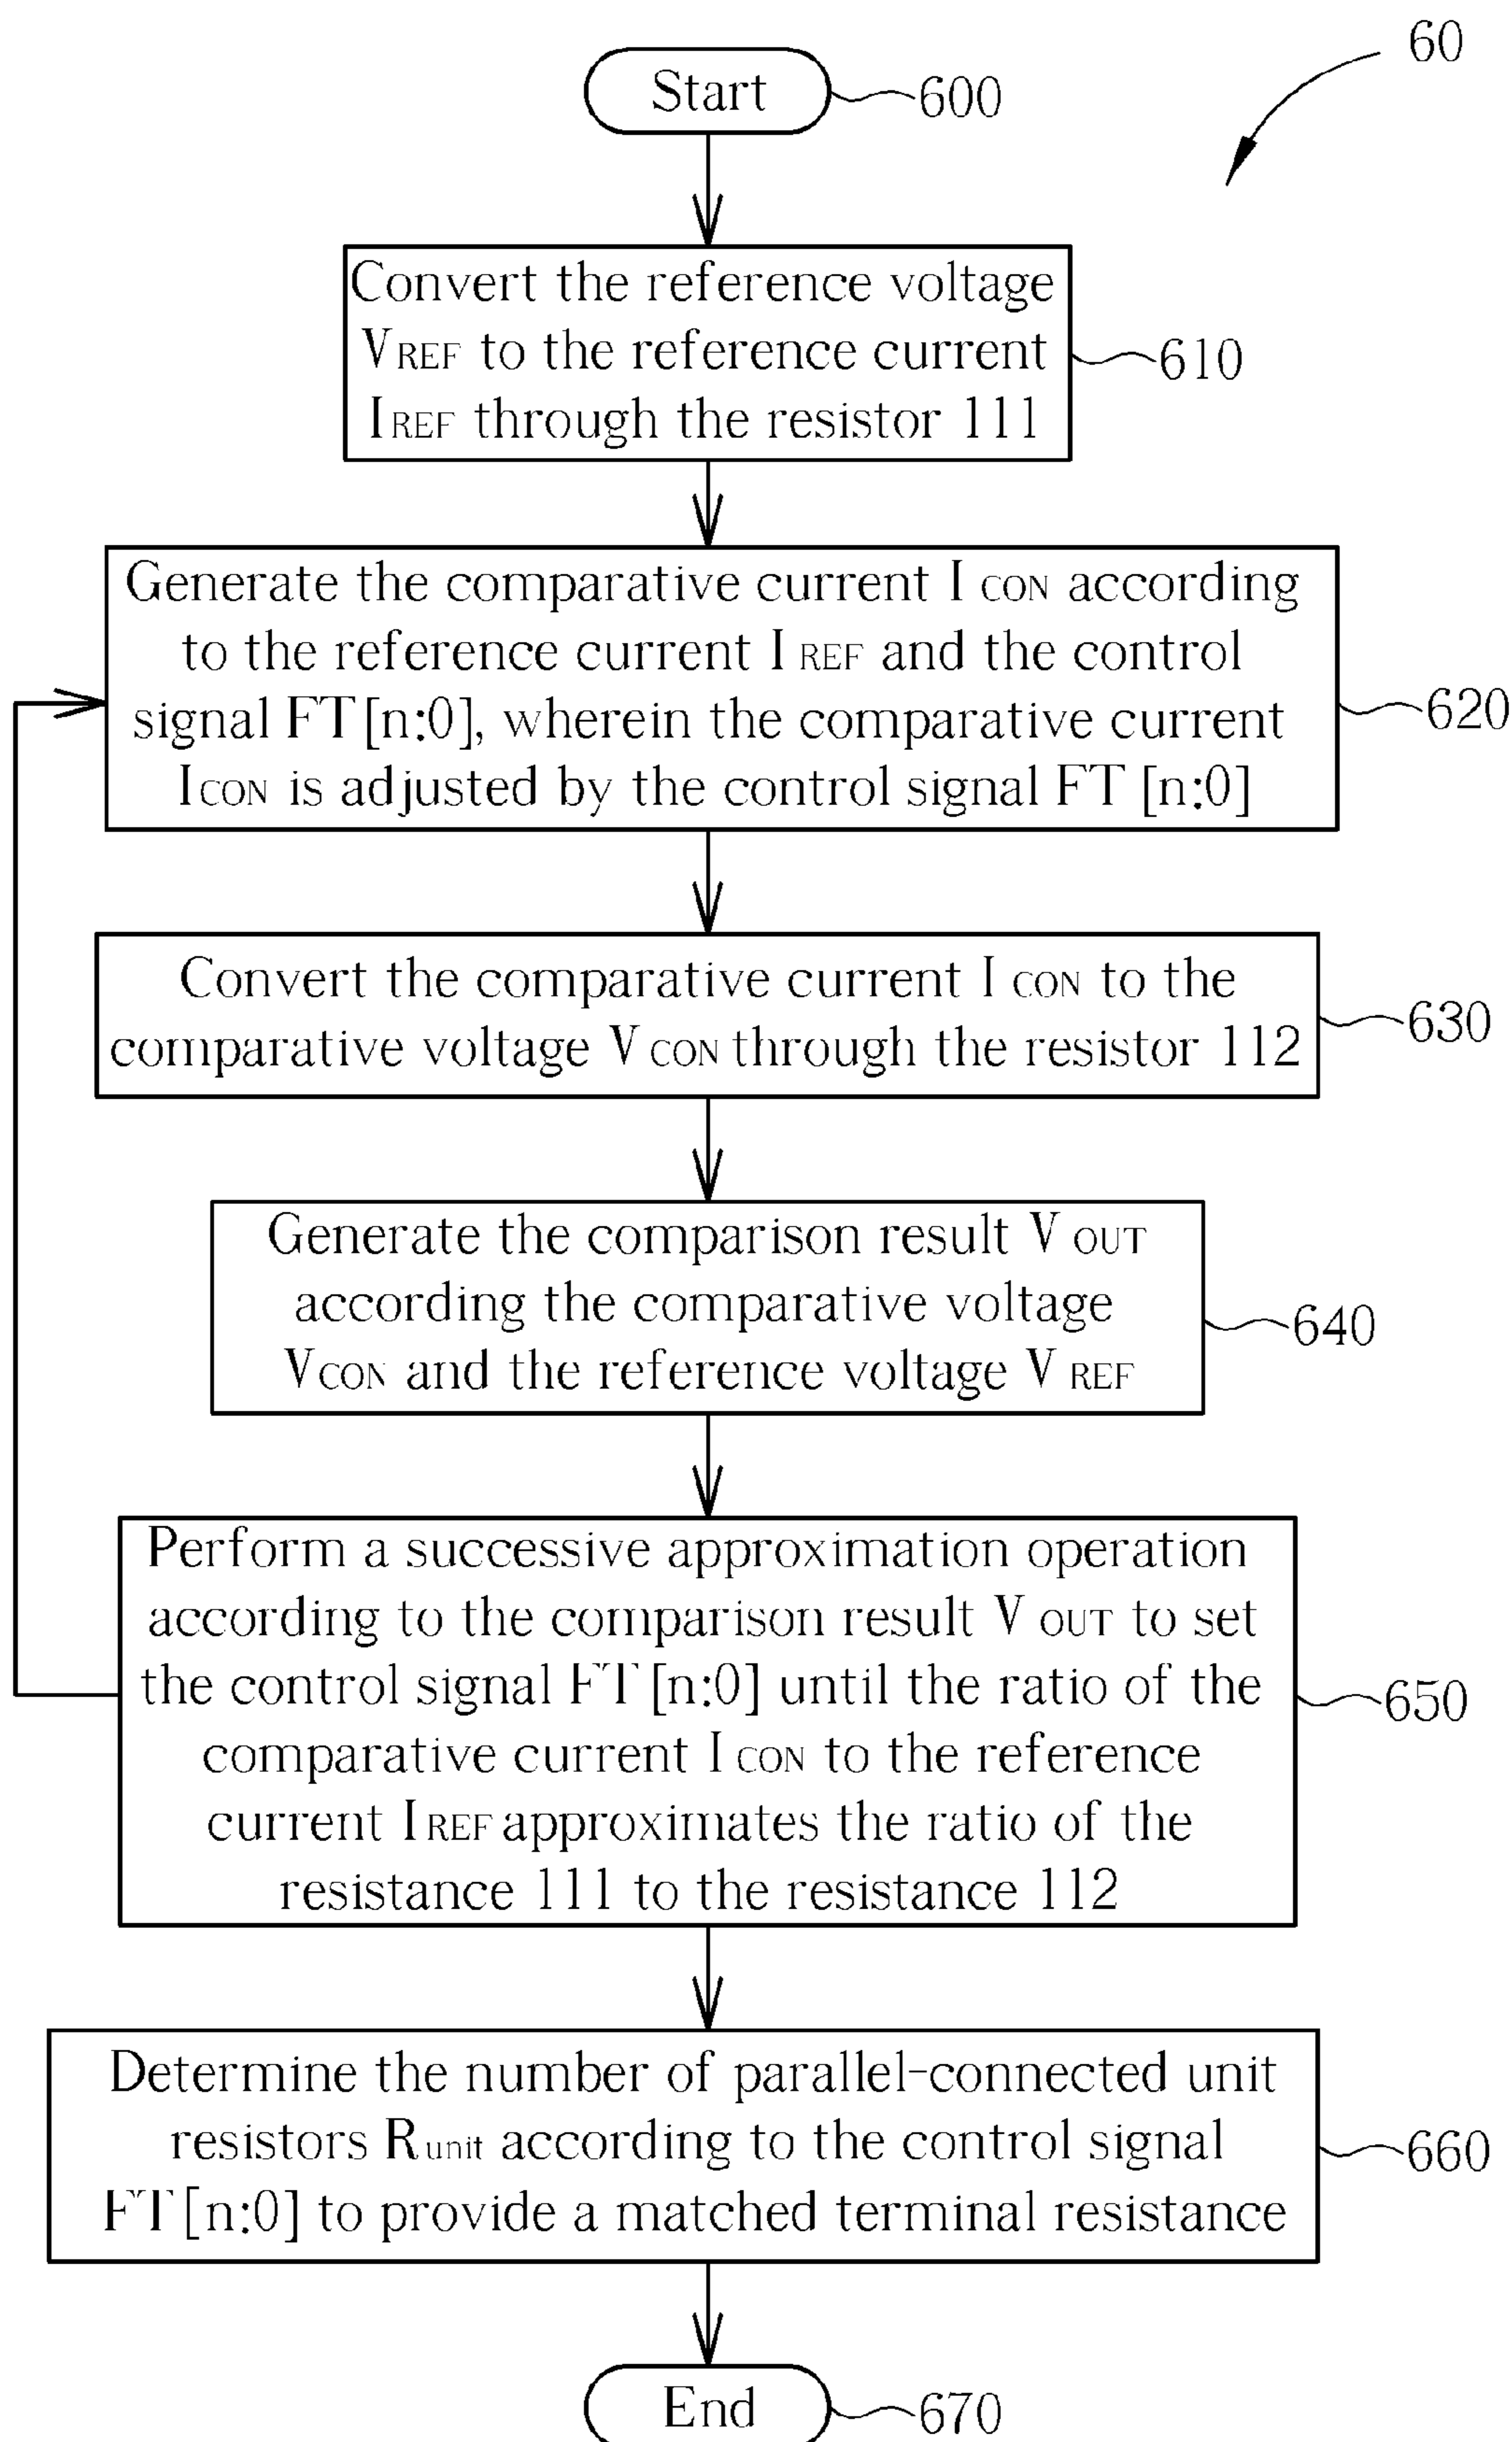 60
Start
600
Convert the reference voltage
VREF to the reference current
IREF through the resistor 111
610
Generate the comparative current ICON according
to the reference current IREF and the control
signal FT[n:0], wherein the comparative current
ICON is adjusted by the control signal FT [n:0]
620
Convert the comparative current ICON to the
comparative voltage VCON through the resistor 112
630
Generate the comparison result VOUT
according the comparative voltage
VCON and the reference voltage VREF
640
Perform a successive approximation operation
according to the comparison result VOUT to set
the control signal FT[n:0] until the ratio of the
comparative current ICON to the reference
current IREF approximates the ratio of the
resistance 111 to the resistance 112
650
Determine the number of parallel-connected unit
resistors Runit according to the control signal
FT[n:0] to provide a matched terminal resistance
660
End
670